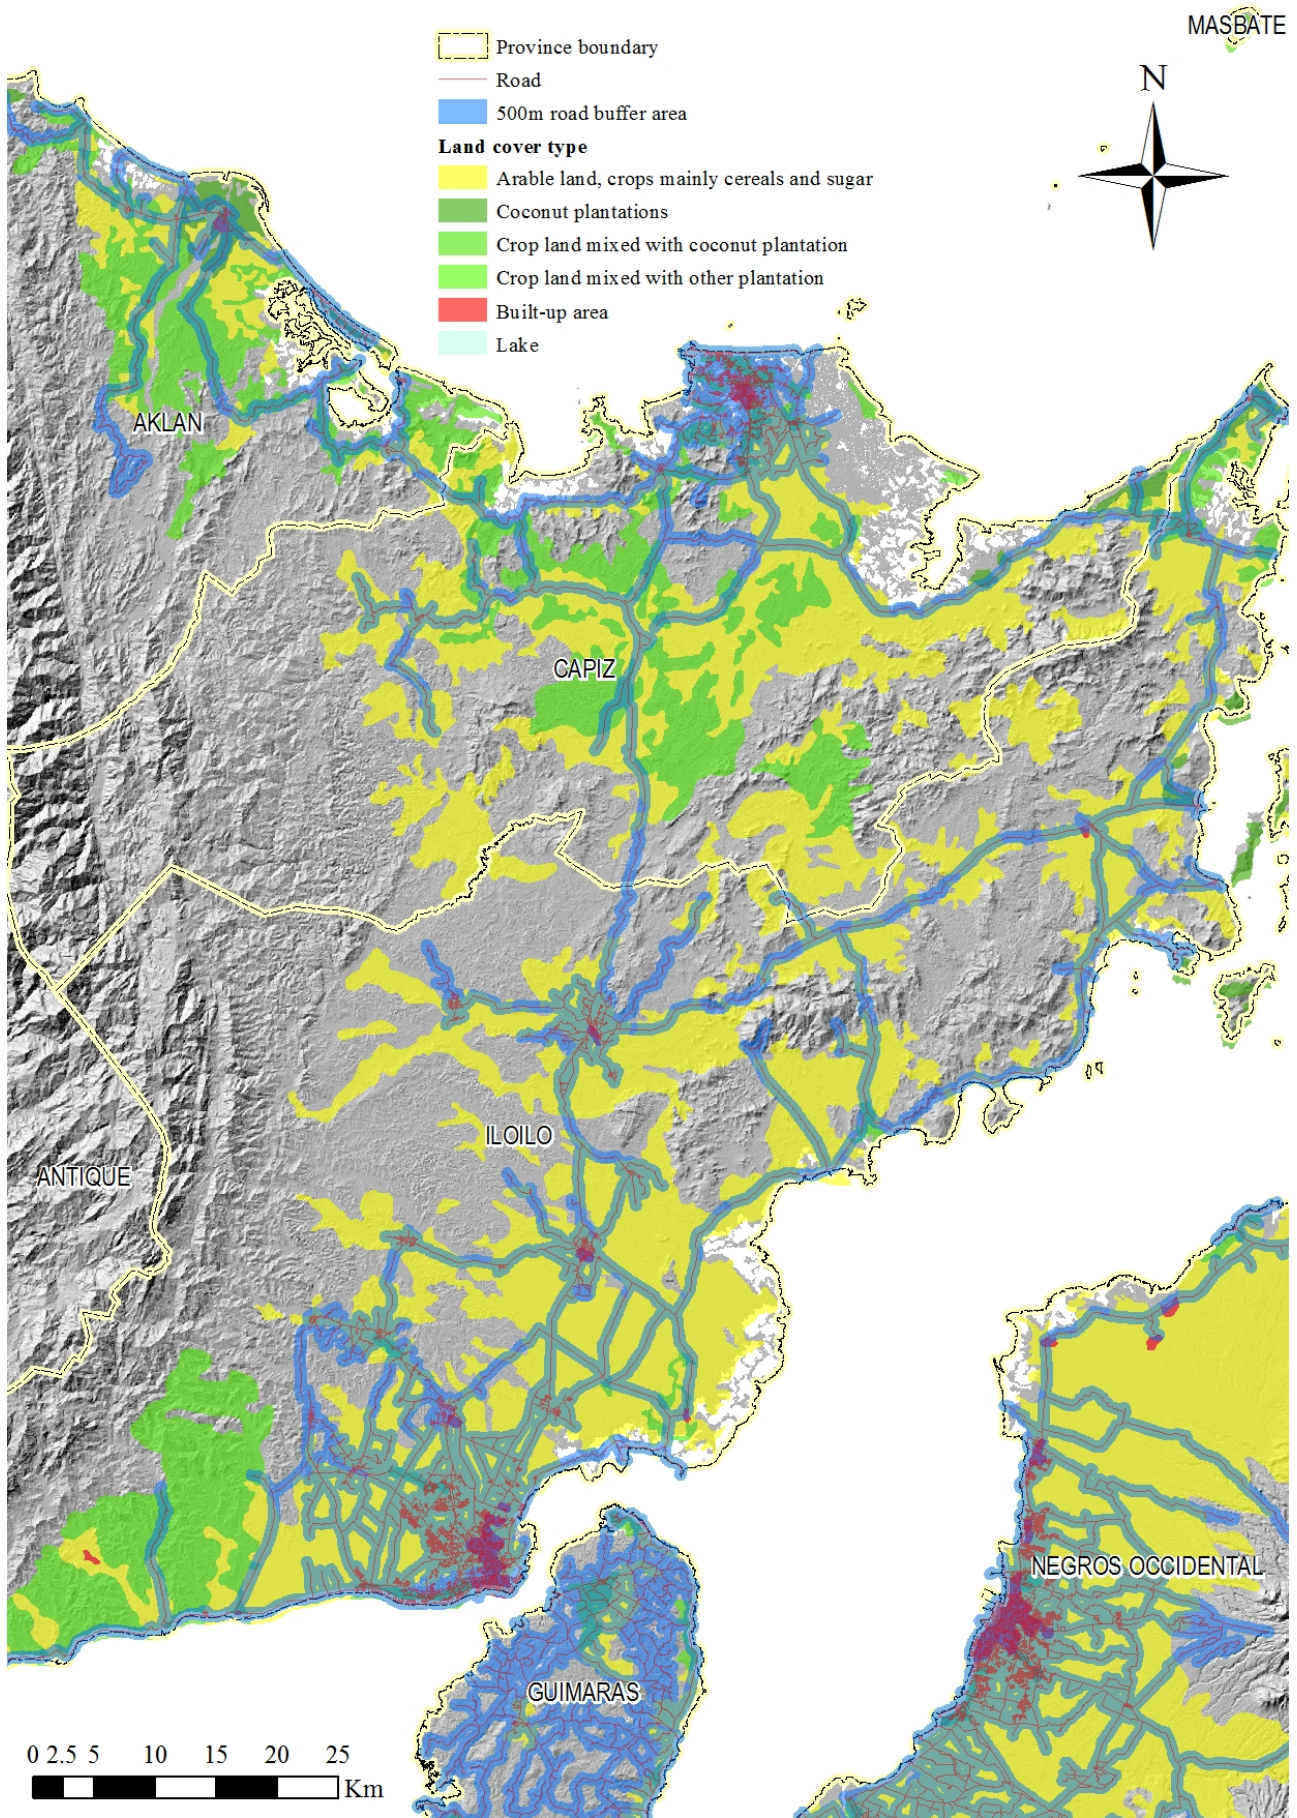 MASBATE
Province boundary
Road
N
500m road buffer area
Land cover type
Arable land, crops mainly cereals and sugar
Coconut plantations
Crop land mixed with coconut plantation
Crop land mixed with other plantation
Built-up area
Lake
AKLAN
CAPIZ
ILOILO
ANTIQUE
NEGROS OCCIDENTAL
GUIMARAS
0 2.5 5 10 15 20 25
Km